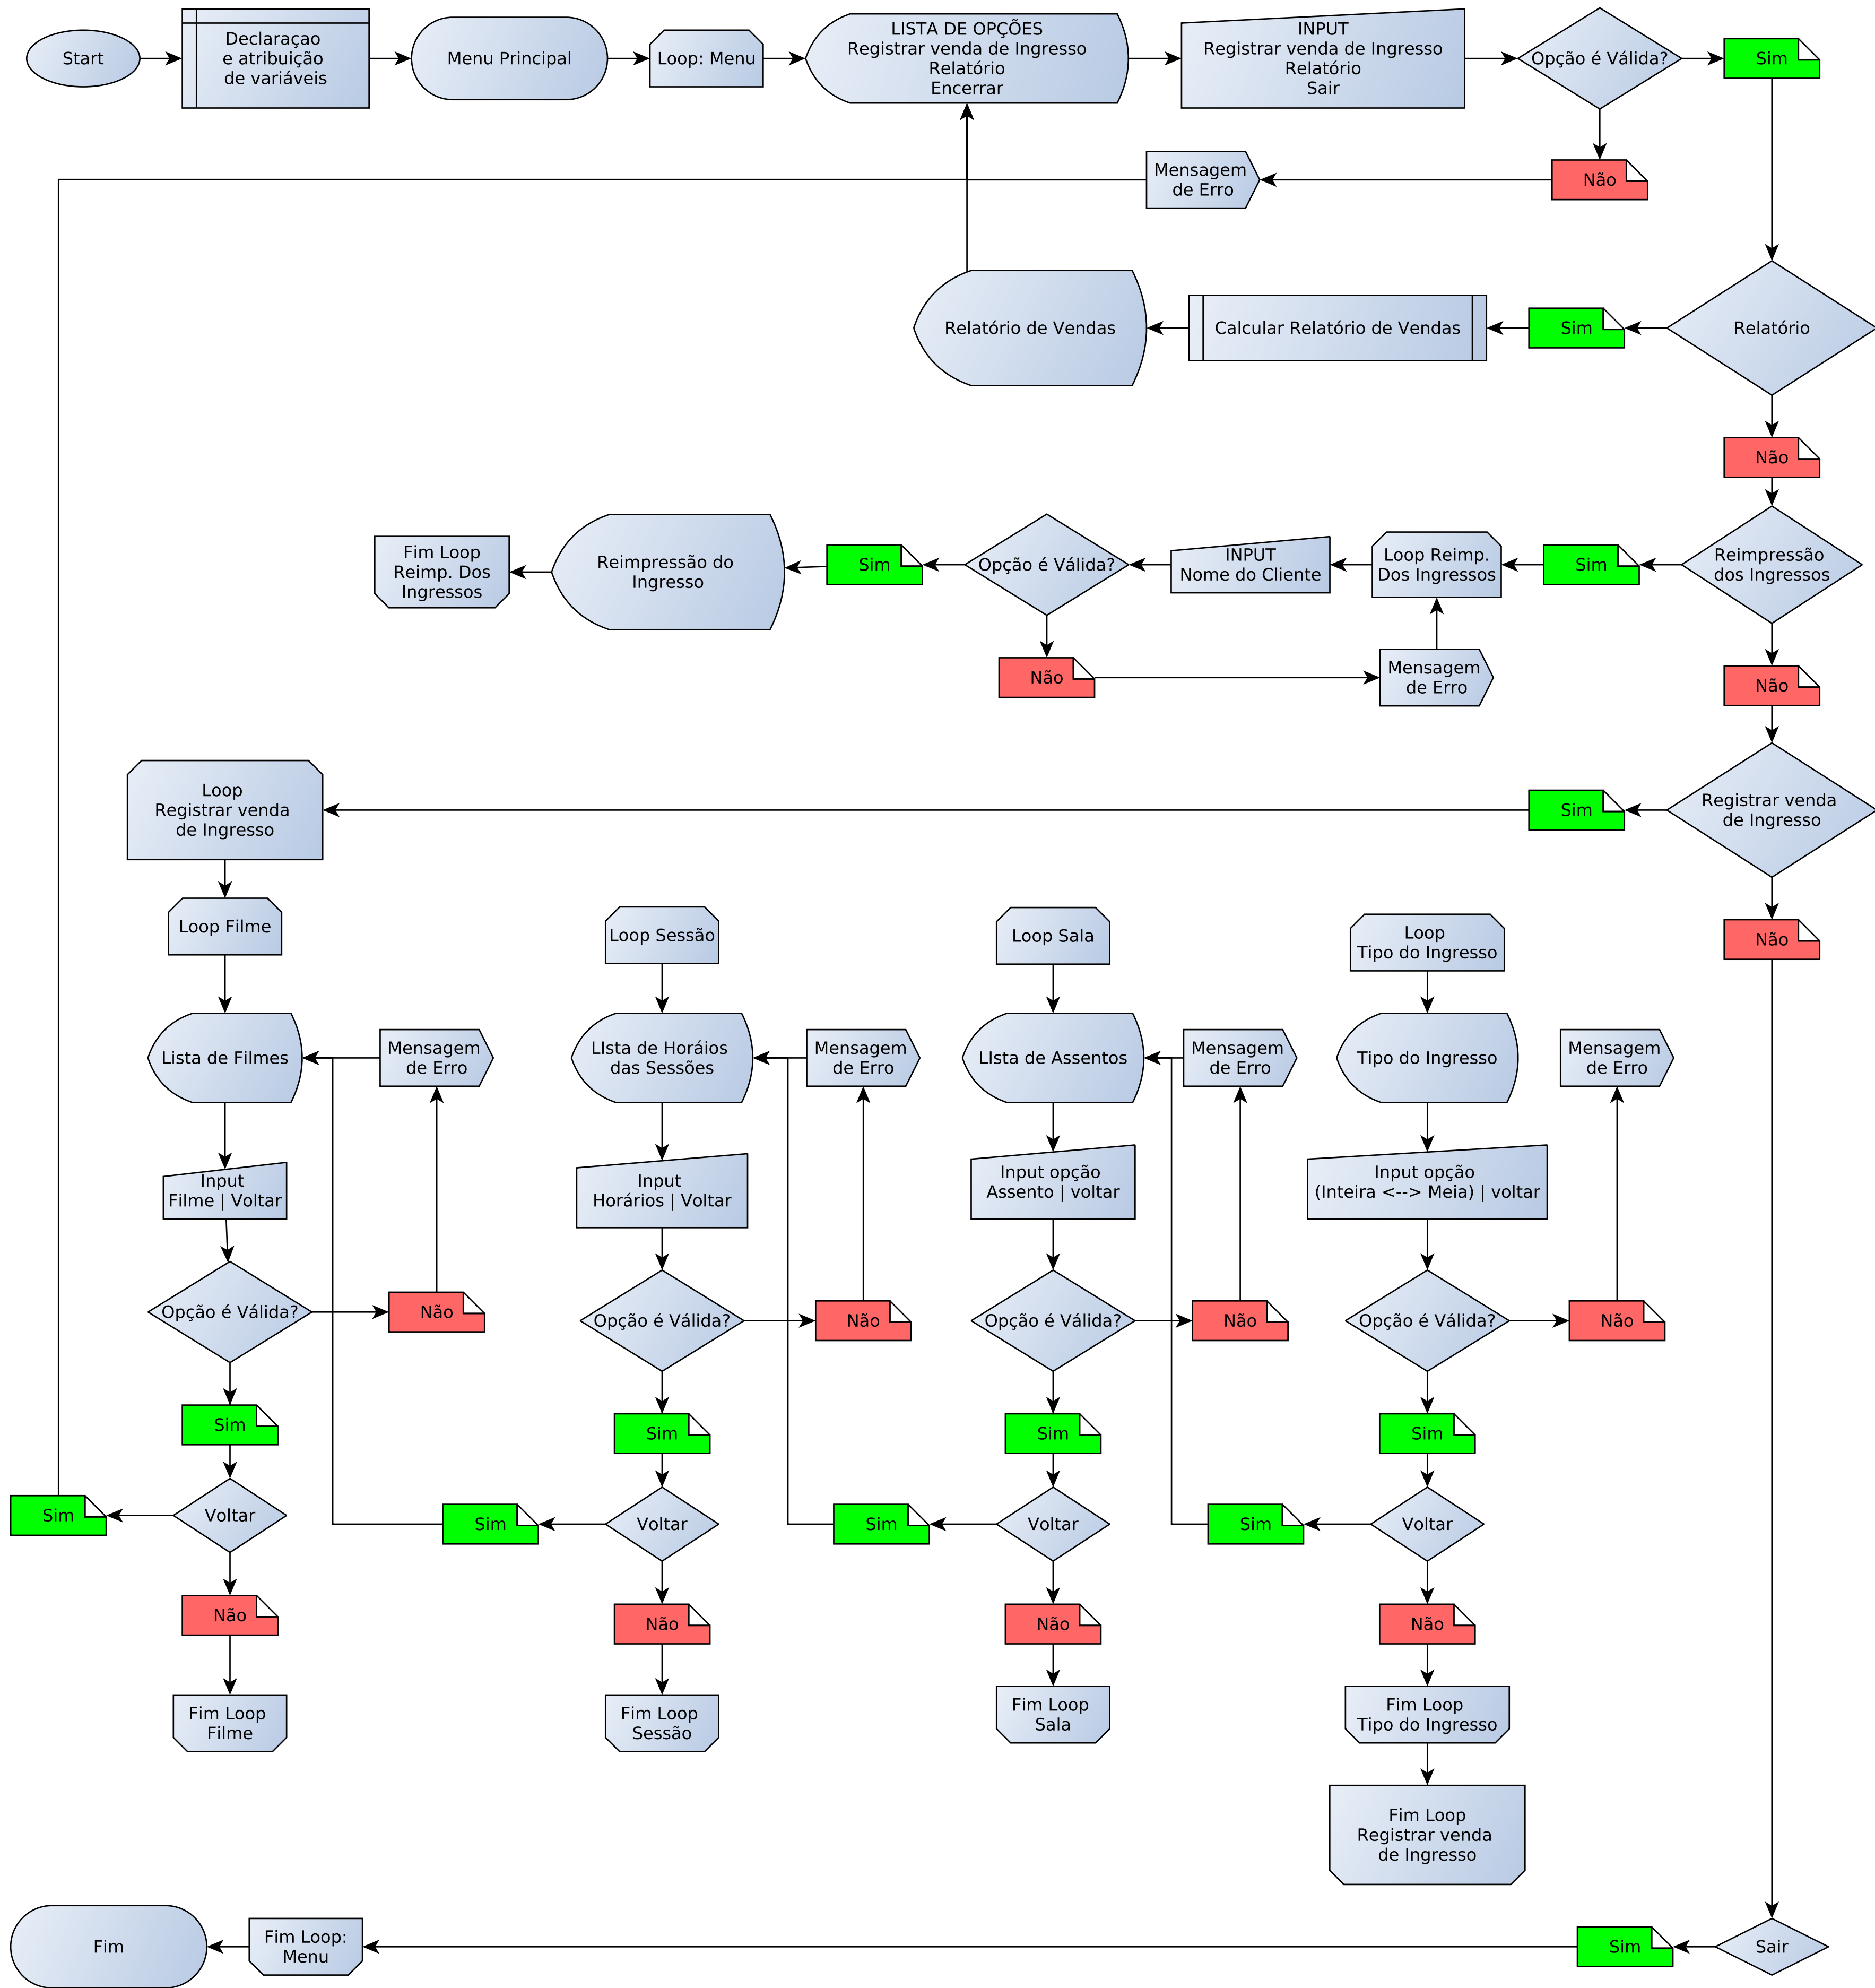 Start
Declaraçao
e atribuição
de variáveis
Menu Principal
Loop: Menu
LISTA DE OPÇÕES
Registrar venda de Ingresso
Relatório
Encerrar
INPUT
Registrar venda de Ingresso
Relatório
Sair
Opção é Válida?
Sim
Mensagem
de Erro
Não
Relatório de Vendas
Calcular Relatório de Vendas
Sim
Relatório
Não
Fim Loop
Reimp. Dos
Ingressos
Reimpressão do
Ingresso
Sim
Opção é Válida?
INPUT
Nome do Cliente
Loop Reimp.
Dos Ingressos
Sim
Reimpressão
dos Ingressos
Não
Mensagem
de Erro
Não
Loop
Registrar venda
de Ingresso
Sim
Registrar venda
de Ingresso
Não
Loop Filme
Loop Sessão
Loop Sala
Loop
Tipo do Ingresso
Lista de Filmes
Mensagem
de Erro
LIsta de Horáios
das Sessões
Mensagem
de Erro
LIsta de Assentos
Mensagem
de Erro
Tipo do Ingresso
Mensagem
de Erro
Input
Filme | Voltar
Input
Horários | Voltar
Input opção
Assento | voltar
Input opção
(Inteira <--> Meia) | voltar
Opção é Válida?
Não
Opção é Válida?
Não
Opção é Válida?
Não
Opção é Válida?
Não
Sim
Sim
Sim
Sim
Sim
Voltar
Sim
Voltar
Sim
Voltar
Sim
Voltar
Não
Não
Não
Não
Fim Loop
Filme
Fim Loop
Sessão
Fim Loop
Sala
Fim Loop
Tipo do Ingresso
Fim Loop
Registrar venda
de Ingresso
Fim
Fim Loop:
Menu
Sim
Sair